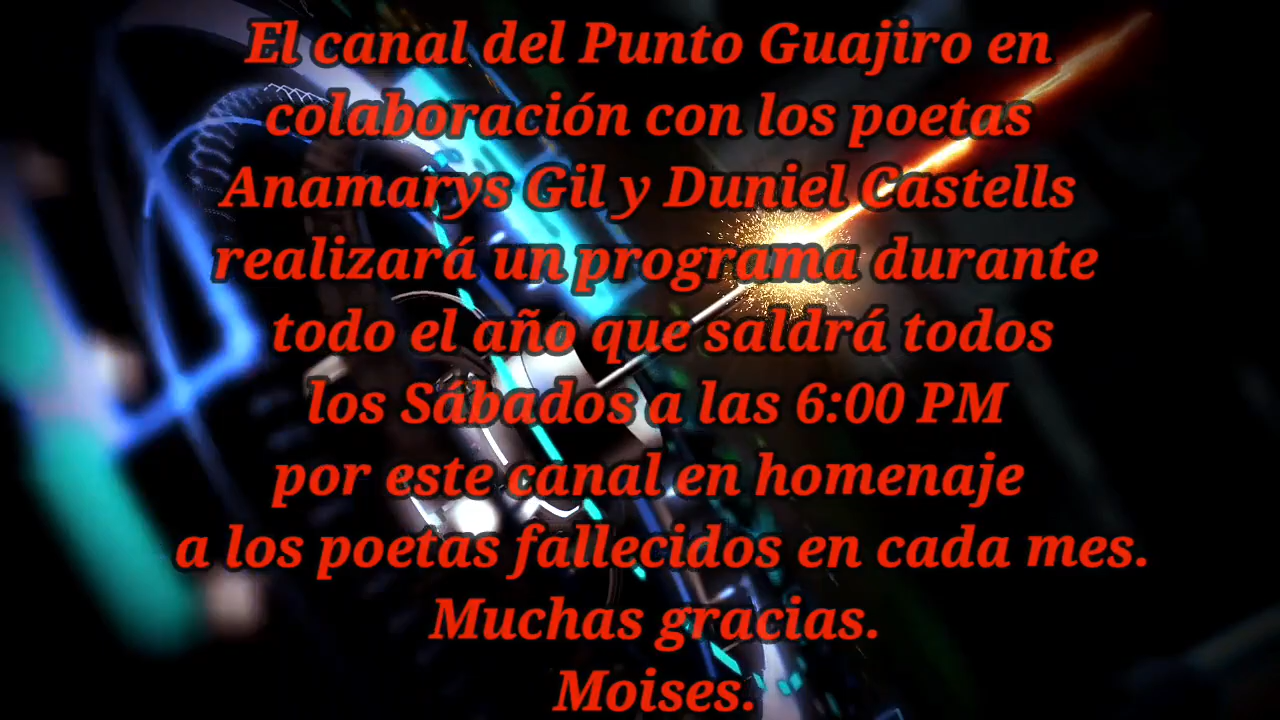 El canal del Punto Guajiro en
colaboración con los poetas
Anamarys Gil y Duniel Castells
realizará un programa durante
todo el año que saldrá todos
los Sábados a las 6:00 PM
por este canal en homenaje
a los poetas fallecidos en cada mes.
Muchas gracias.
Moises.